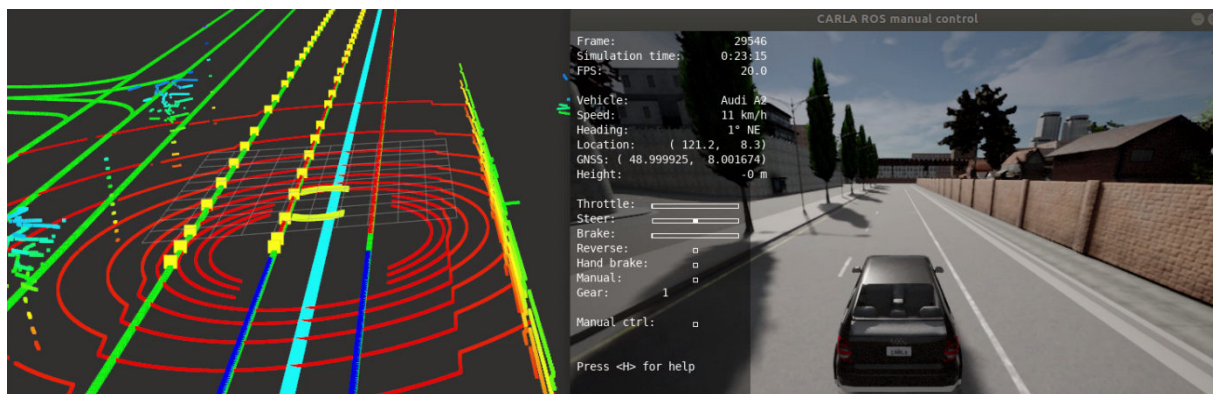 CARLA ROS manual control
Frame: 29546
Simulation time: 0:23:15
FPS: 20.0
Vehicle: Audi A2
Speed: 11 km/h
Heading: 1° NE
Location: ( 121.2, 8.3)
GNSS: ( 48.999925, 8.001674)
Height: -0 m
Throttle:
Steer:
Brake:
Reverse:
Hand brake:
Manual:
Gear: 1
Manual ctrl:
Press <H> for help